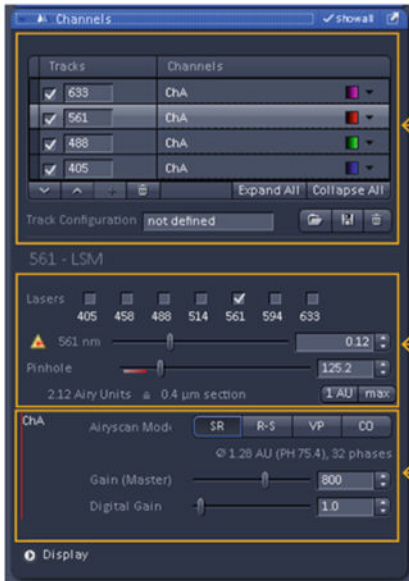 Channels Show all
Tracks Channels
633 ChA
561 ChA
488 ChA
405 ChA
Expand All Collapse All
Track Configuration not defined
561 - LSM
Lasers
405 458 488 514 561 594 633
561 nm 0.12
Pinhole 125.2
2.12 Airy Units ≙ 0.4 µm section 1 AU max
ChA Airyscan Mode SR R-S VP CO
Ø 1.28 AU (PH 75.4), 32 phases
Gain (Master) 800
Digital Gain 1.0
Display